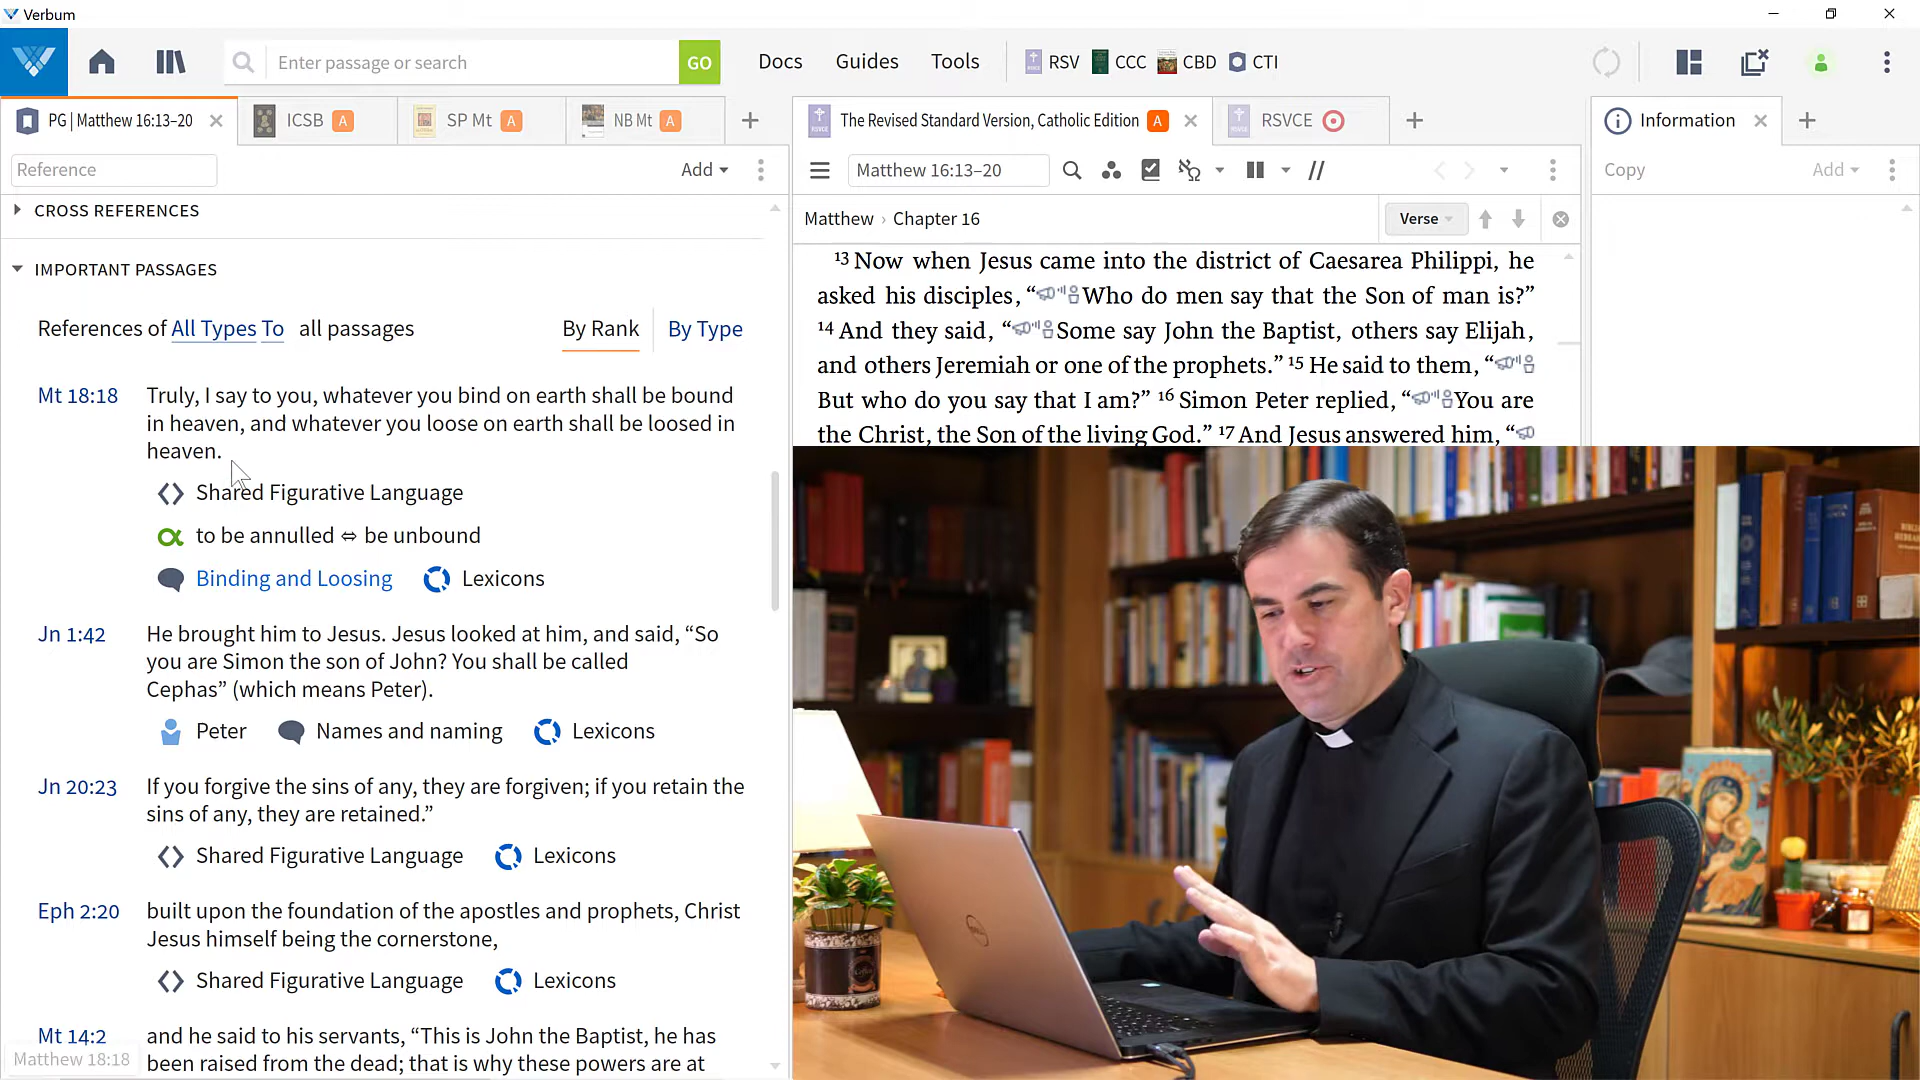 Verbum
Enter passage or search
GO
Docs
Guides
Tools
RSV
CCC
CBD
CTI
PG | Matthew 16:13–20
ICSB A
SP Mt A
NB Mt A
Reference
Add
CROSS REFERENCES
IMPORTANT PASSAGES
References of All Types To all passages
By Rank
By Type
Mt 18:18
Truly, I say to you, whatever you bind on earth shall be bound
in heaven, and whatever you loose on earth shall be loosed in
heaven.
Shared Figurative Language
to be annulled ⇔ be unbound
Binding and Loosing
Lexicons
Jn 1:42
He brought him to Jesus. Jesus looked at him, and said, “So
you are Simon the son of John? You shall be called
Cephas” (which means Peter).
Peter
Names and naming
Lexicons
Jn 20:23
If you forgive the sins of any, they are forgiven; if you retain the
sins of any, they are retained.”
Shared Figurative Language
Lexicons
Eph 2:20
built upon the foundation of the apostles and prophets, Christ
Jesus himself being the cornerstone,
Shared Figurative Language
Lexicons
Mt 14:2
and he said to his servants, “This is John the Baptist, he has
been raised from the dead; that is why these powers are at
Matthew 18:18
The Revised Standard Version, Catholic Edition A
RSVCE
Matthew 16:13–20
Matthew › Chapter 16
Verse
13 Now when Jesus came into the district of Caesarea Philippi, he
asked his disciples, “Who do men say that the Son of man is?”
14 And they said, “Some say John the Baptist, others say Elijah,
and others Jeremiah or one of the prophets.” 15 He said to them, “
But who do you say that I am?” 16 Simon Peter replied, “You are
the Christ, the Son of the living God.” 17 And Jesus answered him, “
Information
Copy
Add
DELL